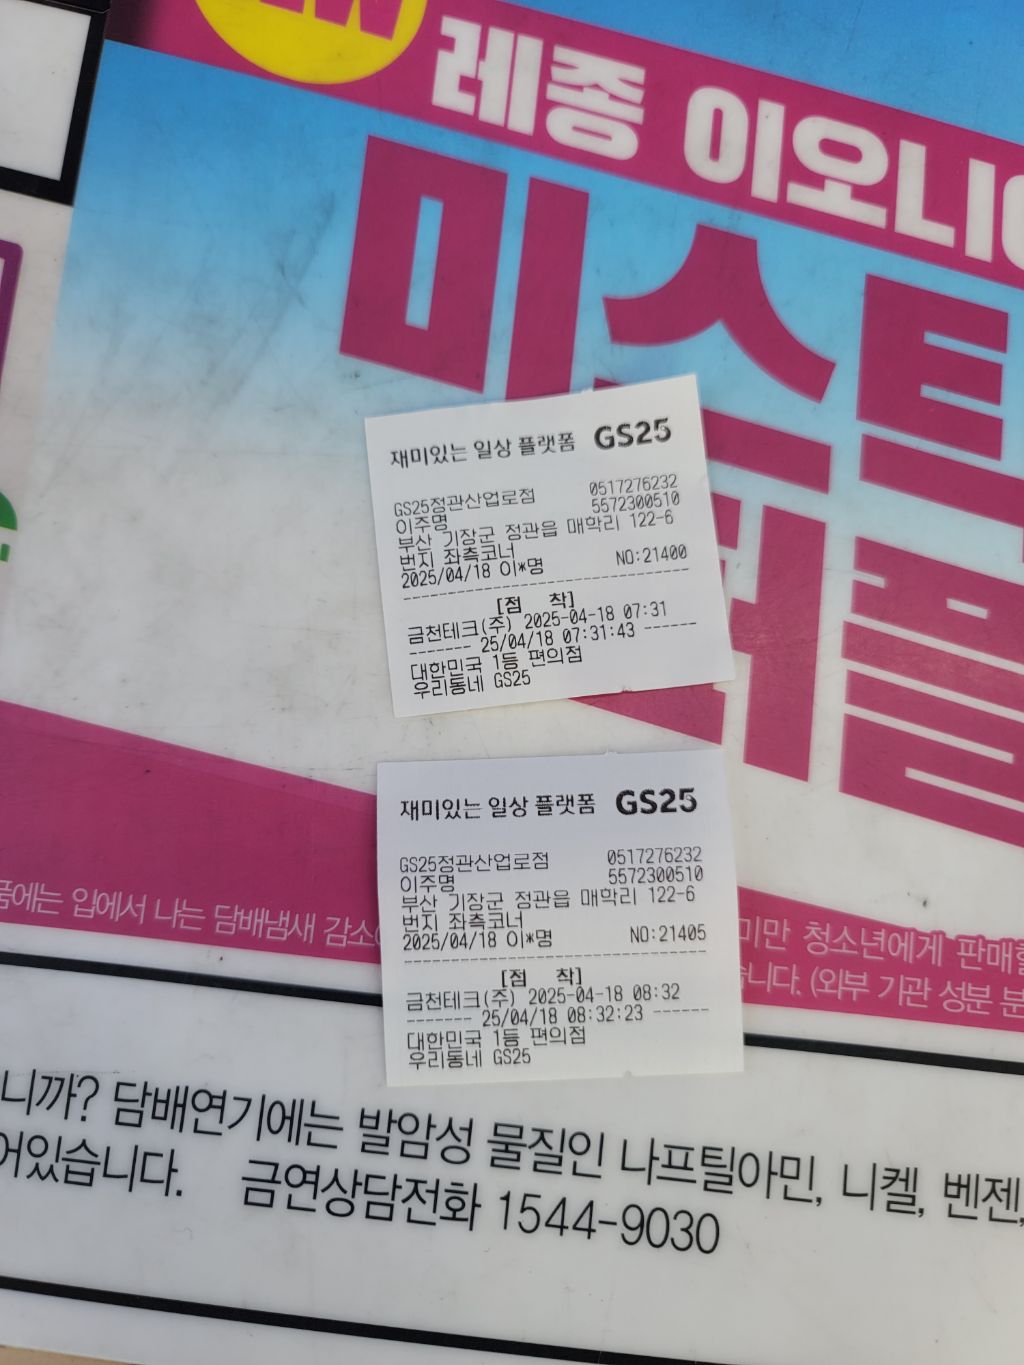 레종 이오니
미스트
재미있는 일상 플랫폼 GS25
GS25정관산업로점 0517276232
이주명 5572300510
부산 기장군 정관읍 매학리 122-6
번지 좌측코너
2025/04/18 이*명 NO:21400
[점 착]
금천테크(주) 2025-04-18 07:31
------- 25/04/18 07:31:43 ------
대한민국 1등 편의점
우리동네 GS25
플
재미있는 일상 플랫폼 GS25
GS25정관산업로점 0517276232
이주명 5572300510
부산 기장군 정관읍 매학리 122-6
번지 좌측코너
2025/04/18 이*명 NO:21405
[점 착]
금천테크(주) 2025-04-18 08:32
------- 25/04/18 08:32:23 ------
대한민국 1등 편의점
우리동네 GS25
품에는 입에서 나는 담배냄새 감소
미만 청소년에게 판매할
습니다. (외부 기관 성분 분
니까? 담배연기에는 발암성 물질인 나프틸아민, 니켈, 벤젠,
어있습니다. 금연상담전화 1544-9030